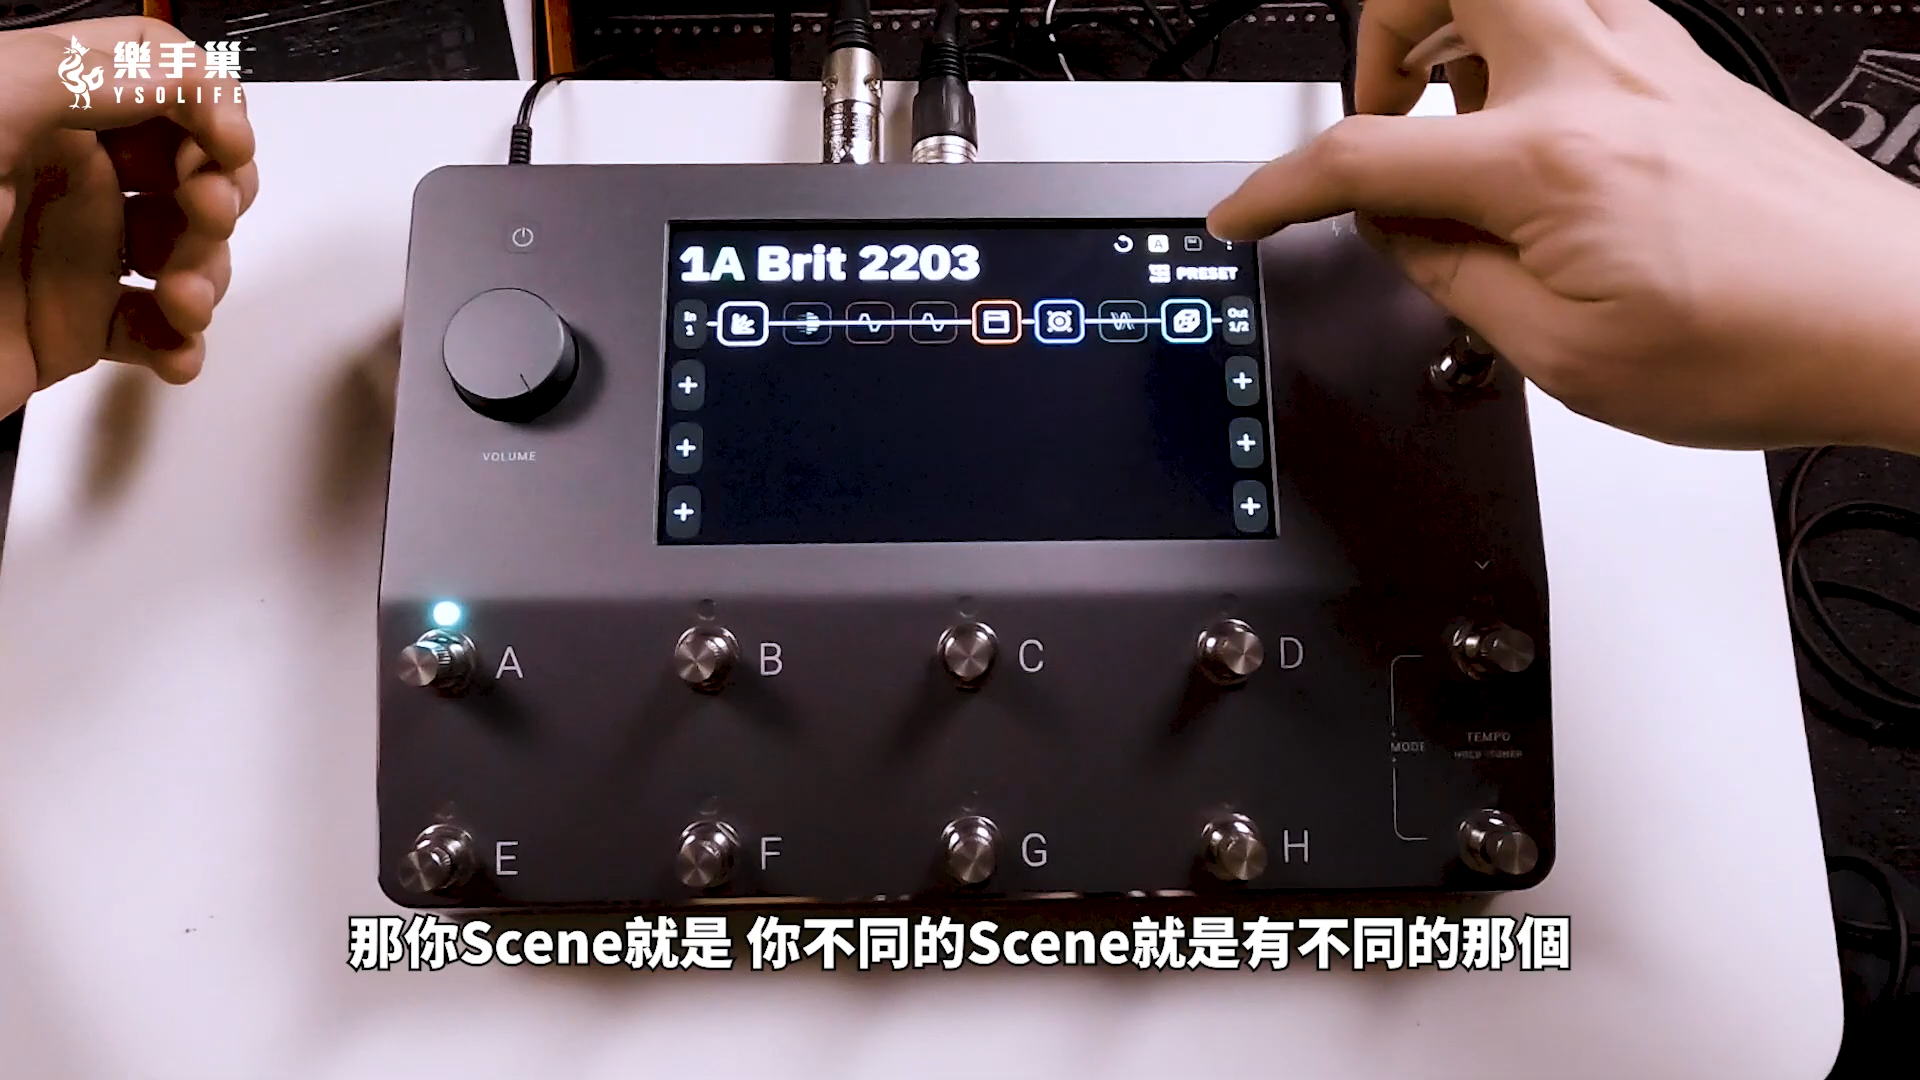 樂手巢
YSOLIFE
1A Brit 2203
A
PRESET
In
1
Out
1/2
VOLUME
A
B
C
D
MODE
TEMPO
HOLD TUNER
E
F
G
H
那你Scene就是 你不同的Scene就是有不同的那個